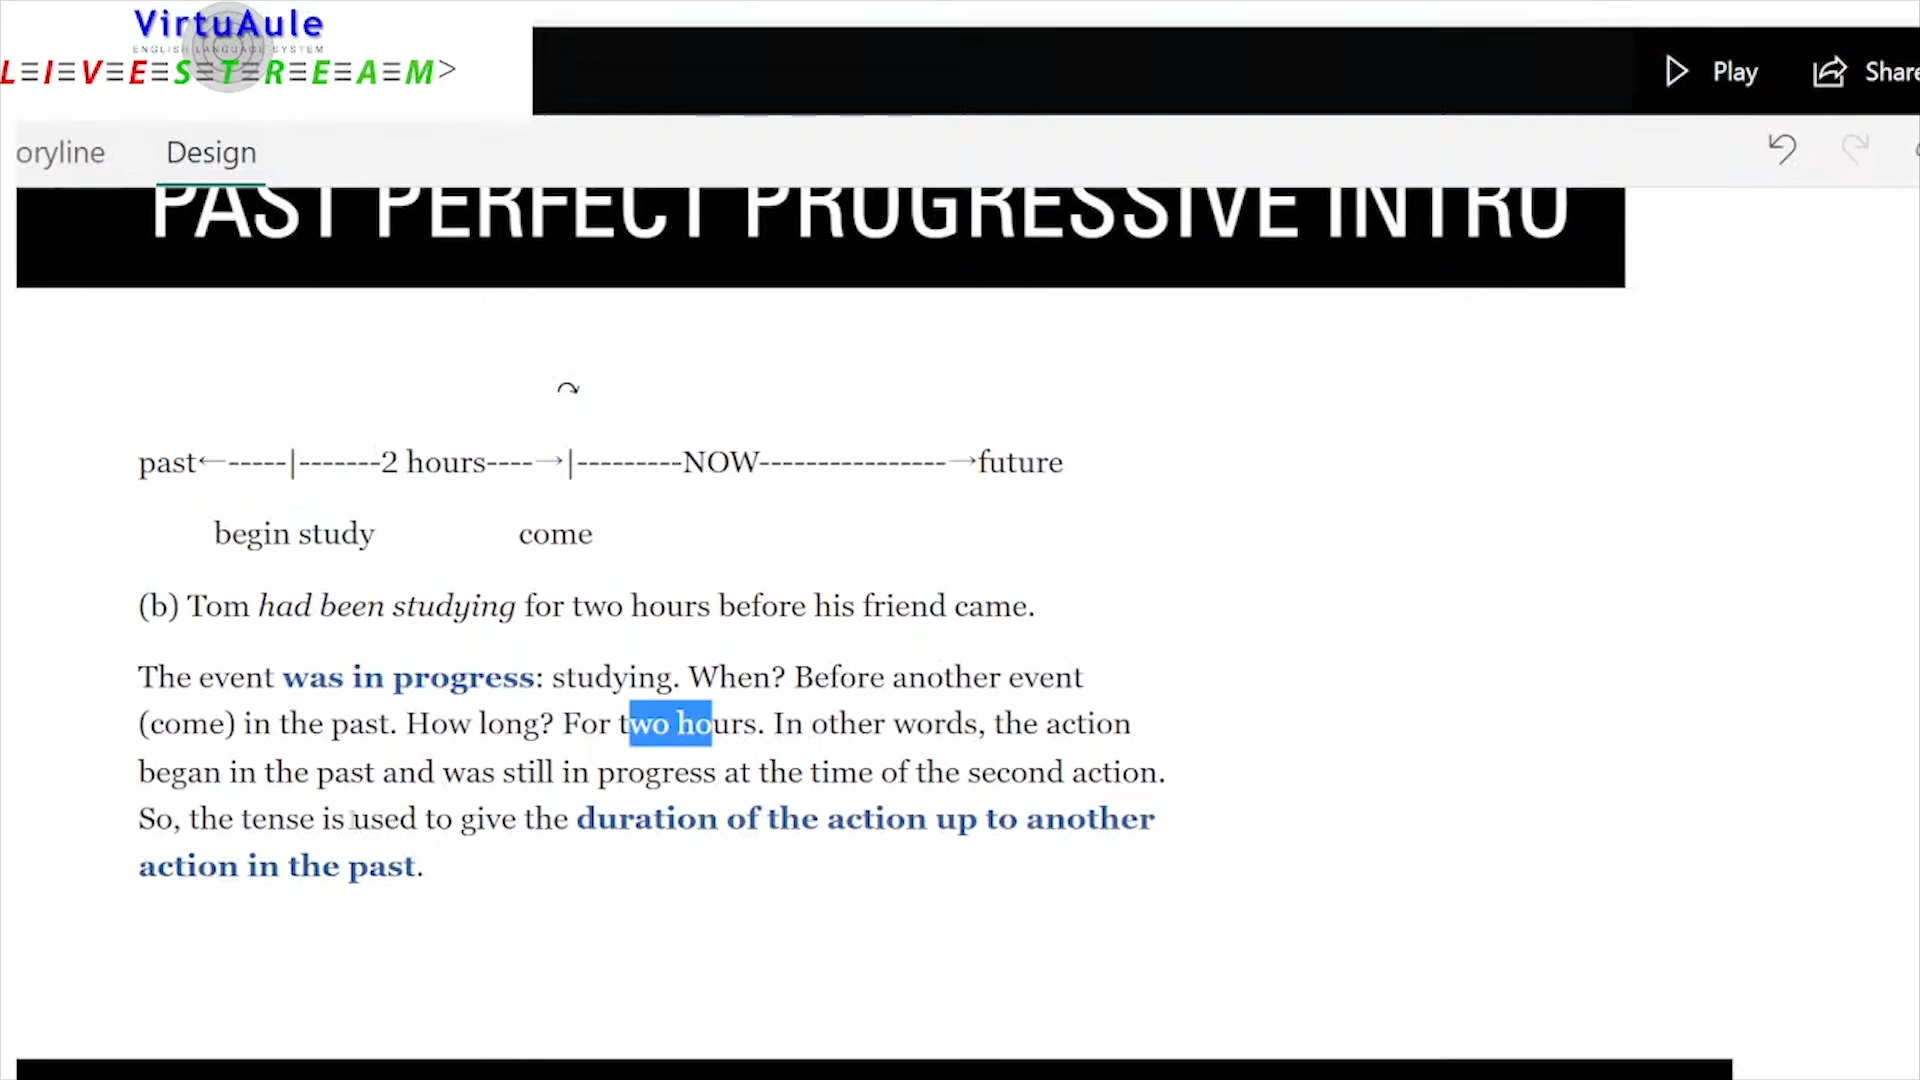 VirtuAule
ENGLISH LANGUAGE SYSTEM
L≡I≡V≡E≡S≡T≡R≡E≡A≡M>
Play
Share
oryline
Design
PAST PERFECT PROGRESSIVE INTRO
past←-----|-------2 hours----→|---------NOW----------------→future
begin study
come
(b) Tom had been studying for two hours before his friend came.
The event was in progress: studying. When? Before another event
(come) in the past. How long? For two hours. In other words, the action
began in the past and was still in progress at the time of the second action.
So, the tense is used to give the duration of the action up to another
action in the past.